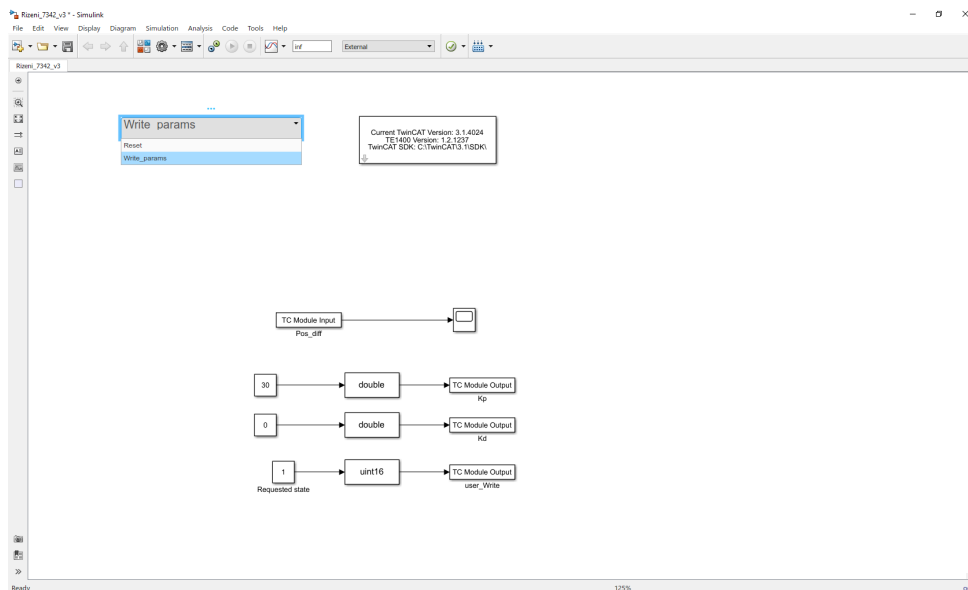 Rizeni_7342_v3 * - Simulink
File Edit View Display Diagram Simulation Analysis Code Tools Help
inf External
Rizeni_7342_v3
...
Write params
Reset
Write_params
Current TwinCAT Version: 3.1.4024
TE1400 Version: 1.2.1237
TwinCAT SDK: C:\TwinCAT\3.1\SDK\
TC Module Input
Pos_diff
30 double TC Module Output
Kp
0 double TC Module Output
Kd
1 uint16 TC Module Output
Requested state user_Write
Ready 125%